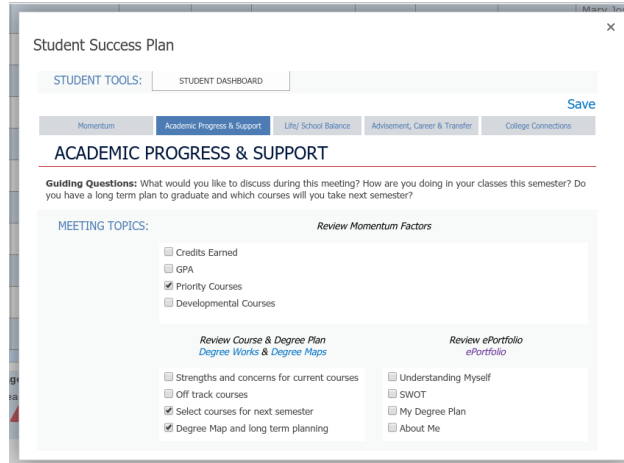 Student Success Plan
STUDENT TOOLS: STUDENT DASHBOARD
Save
Momentum Academic Progress & Support Life/ School Balance Advisement, Career & Transfer College Connections
ACADEMIC PROGRESS & SUPPORT
Guiding Questions: What would you like to discuss during this meeting? How are you doing in your classes this semester? Do
you have a long term plan to graduate and which courses will you take next semester?
MEETING TOPICS: Review Momentum Factors
Credits Earned
GPA
Priority Courses
Developmental Courses
Review Course & Degree Plan
Degree Works & Degree Maps
Strengths and concerns for current courses
Off track courses
Select courses for next semester
Degree Map and long term planning
Review ePortfolio
ePortfolio
Understanding Myself
SWOT
My Degree Plan
About Me